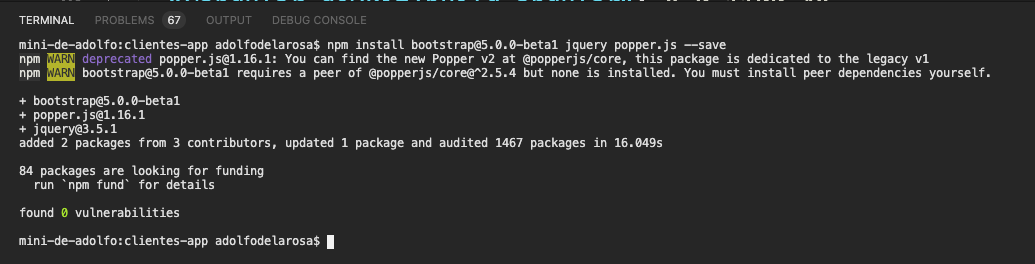 TERMINAL PROBLEMS 67 OUTPUT DEBUG CONSOLE
mini-de-adolfo:clientes-app adolfodelarosa$ npm install bootstrap@5.0.0-beta1 jquery popper.js --save
npm WARN deprecated popper.js@1.16.1: You can find the new Popper v2 at @popperjs/core, this package is dedicated to the legacy v1
npm WARN bootstrap@5.0.0-beta1 requires a peer of @popperjs/core@^2.5.4 but none is installed. You must install peer dependencies yourself.
+ bootstrap@5.0.0-beta1
+ popper.js@1.16.1
+ jquery@3.5.1
added 2 packages from 3 contributors, updated 1 package and audited 1467 packages in 16.049s
84 packages are looking for funding
run `npm fund` for details
found 0 vulnerabilities
mini-de-adolfo:clientes-app adolfodelarosa$